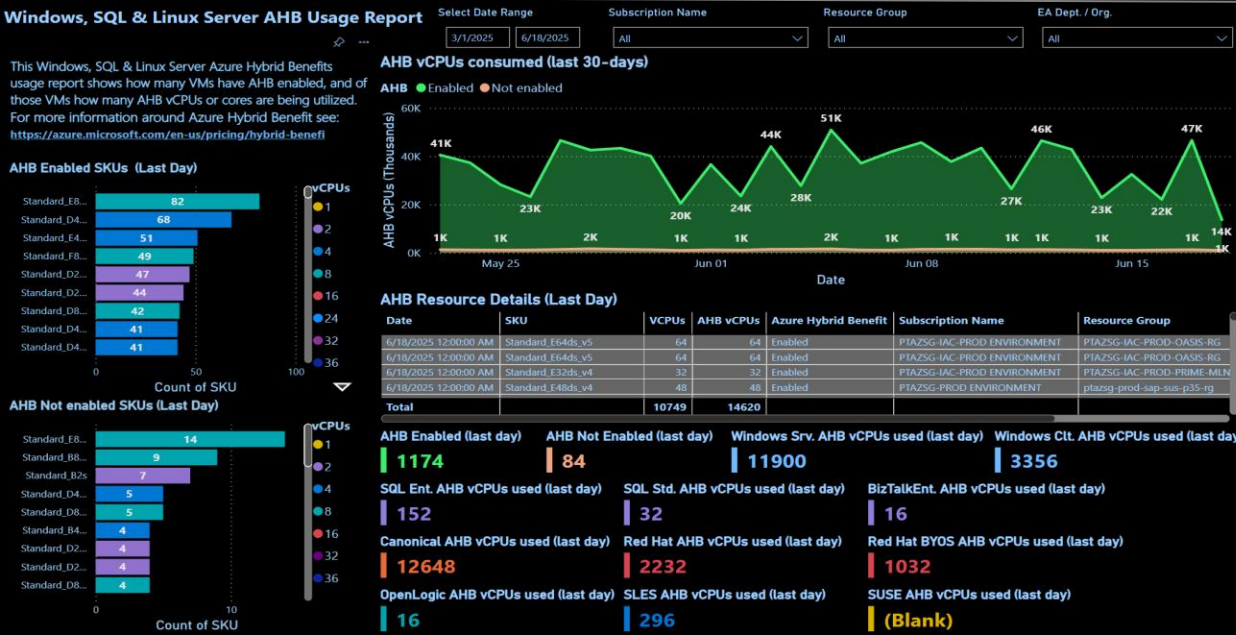 Windows, SQL & Linux Server AHB Usage Report
Select Date Range
3/1/2025
6/18/2025
Subscription Name
All
Resource Group
All
EA Dept. / Org.
All
This Windows, SQL & Linux Server Azure Hybrid Benefits
usage report shows how many VMs have AHB enabled, and of
those VMs how many AHB vCPUs or cores are being utilized.
For more information around Azure Hybrid Benefit see:
https://azure.microsoft.com/en-us/pricing/hybrid-benefi
AHB Enabled SKUs (Last Day)
Standard_E8... 82
Standard_D4... 68
Standard_E4... 51
Standard_F8... 49
Standard_D2... 47
Standard_D2... 44
Standard_D8... 42
Standard_D4... 41
Standard_D4... 41
0 50 100
Count of SKU
vCPUs
1
2
4
8
16
24
32
36
AHB Not enabled SKUs (Last Day)
Standard_E8... 14
Standard_B8... 9
Standard_B2s 7
Standard_D4... 5
Standard_D8... 5
Standard_B4... 4
Standard_D2... 4
Standard_D2... 4
Standard_D8... 4
0 10
Count of SKU
vCPUs
1
2
4
8
16
32
36
AHB vCPUs consumed (last 30-days)
AHB Enabled Not enabled
AHB vCPUs (Thousands)
60K
40K
20K
0K
41K 23K 20K 24K 44K 28K 51K 27K 46K 23K 22K 47K 14K
1K 1K 2K 1K 1K 2K 1K 1K 1K 1K 1K 1K
May 25 Jun 01 Jun 08 Jun 15
Date
AHB Resource Details (Last Day)
Date SKU VCPUs AHB vCPUs Azure Hybrid Benefit Subscription Name Resource Group
6/18/2025 12:00:00 AM Standard_E64ds_v5 64 64 Enabled PTAZSG-IAC-PROD ENVIRONMENT PTAZSG-IAC-PROD-OASIS-RG
6/18/2025 12:00:00 AM Standard_E64ds_v5 64 64 Enabled PTAZSG-IAC-PROD ENVIRONMENT PTAZSG-IAC-PROD-OASIS-RG
6/18/2025 12:00:00 AM Standard_E32ds_v4 32 32 Enabled PTAZSG-IAC-PROD ENVIRONMENT PTAZSG-IAC-PROD-PRIME-MLN
6/18/2025 12:00:00 AM Standard_E48ds_v4 48 48 Enabled PTAZSG-PROD ENVIRONMENT ptazsg-prod-sap-sus-p35-rg
Total 10749 14620
AHB Enabled (last day)
1174
AHB Not Enabled (last day)
84
Windows Srv. AHB vCPUs used (last day)
11900
Windows Clt. AHB vCPUs used (last day
3356
SQL Ent. AHB vCPUs used (last day)
152
SQL Std. AHB vCPUs used (last day)
32
BizTalkEnt. AHB vCPUs used (last day)
16
Canonical AHB vCPUs used (last day)
12648
Red Hat AHB vCPUs used (last day)
2232
Red Hat BYOS AHB vCPUs used (last day)
1032
OpenLogic AHB vCPUs used (last day)
16
SLES AHB vCPUs used (last day)
296
SUSE AHB vCPUs used (last day)
(Blank)